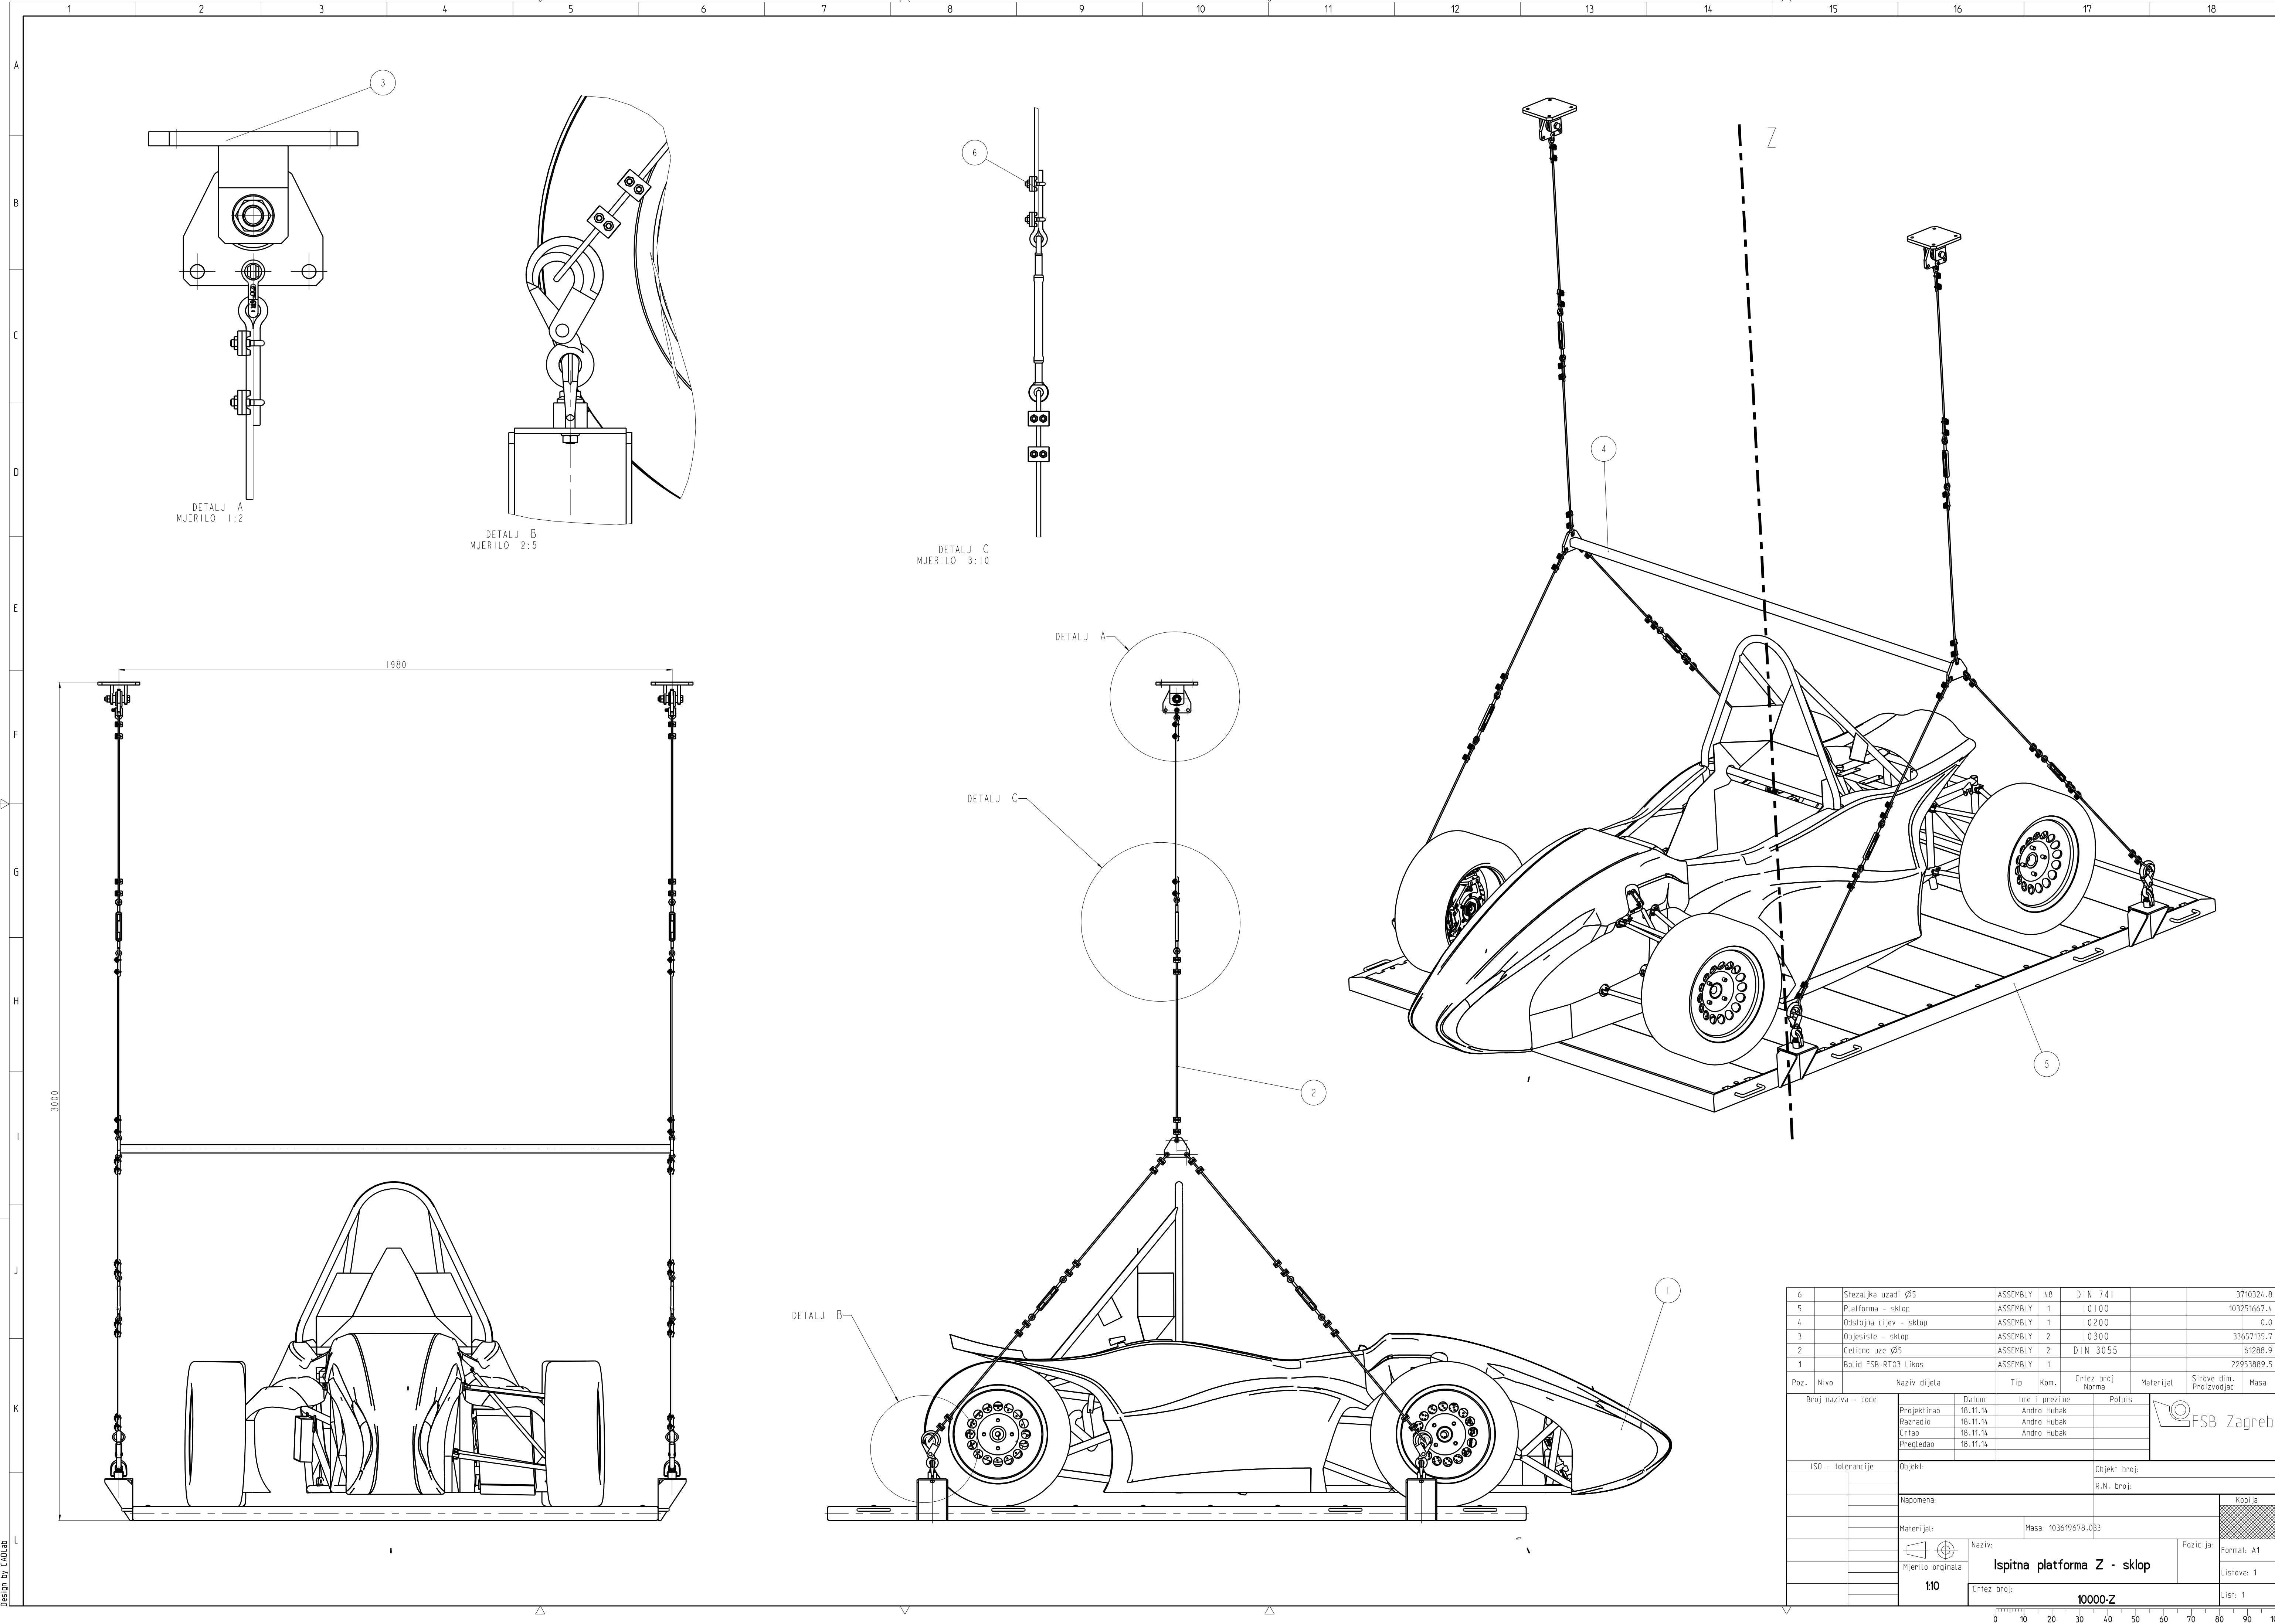 1 2 3 4 5 6 7 8 9 10 11 12 13 14 15 16 17 18
A
B
C
D
E
F
G
H
I
J
K
L
3
DETALJ A
MJERILO 1:2
DETALJ B
MJERILO 2:5
6
DETALJ C
MJERILO 3:10
Z
4
5
1980
3000
DETALJ A
DETALJ C
2
DETALJ B
1
6 Stezaljka uzadi Ø5 ASSEMBLY 48 DIN 741 3710324.8
5 Platforma - sklop ASSEMBLY 1 10100 103251667.4
4 Odstojna cijev - sklop ASSEMBLY 1 10200 0.0
3 Objesiste - sklop ASSEMBLY 2 10300 33657135.7
2 Celicno uze Ø5 ASSEMBLY 2 DIN 3055 61288.9
1 Bolid FSB-RT03 Likos ASSEMBLY 1 22953889.5
Poz. Nivo Naziv dijela Tip Kom. Crtez broj Norma Materijal Sirove dim. Proizvodjac Masa
Broj naziva - code Datum Ime i prezime Potpis
Projektirao 18.11.14 Andro Hubak
Razradio 18.11.14 Andro Hubak
Crtao 18.11.14 Andro Hubak
Pregledao 18.11.14
FSB Zagreb
ISO - tolerancije Objekt: Objekt broj:
R.N. broj:
Napomena: Kopija
Materijal: Masa: 103619678.033
Naziv: Pozicija: Format: A1
Ispitna platforma Z - sklop
Mjerilo orginala
1:10
Listova: 1
Crtez broj:
10000-Z
List: 1
0 10 20 30 40 50 60 70 80 90
Design by CADLab